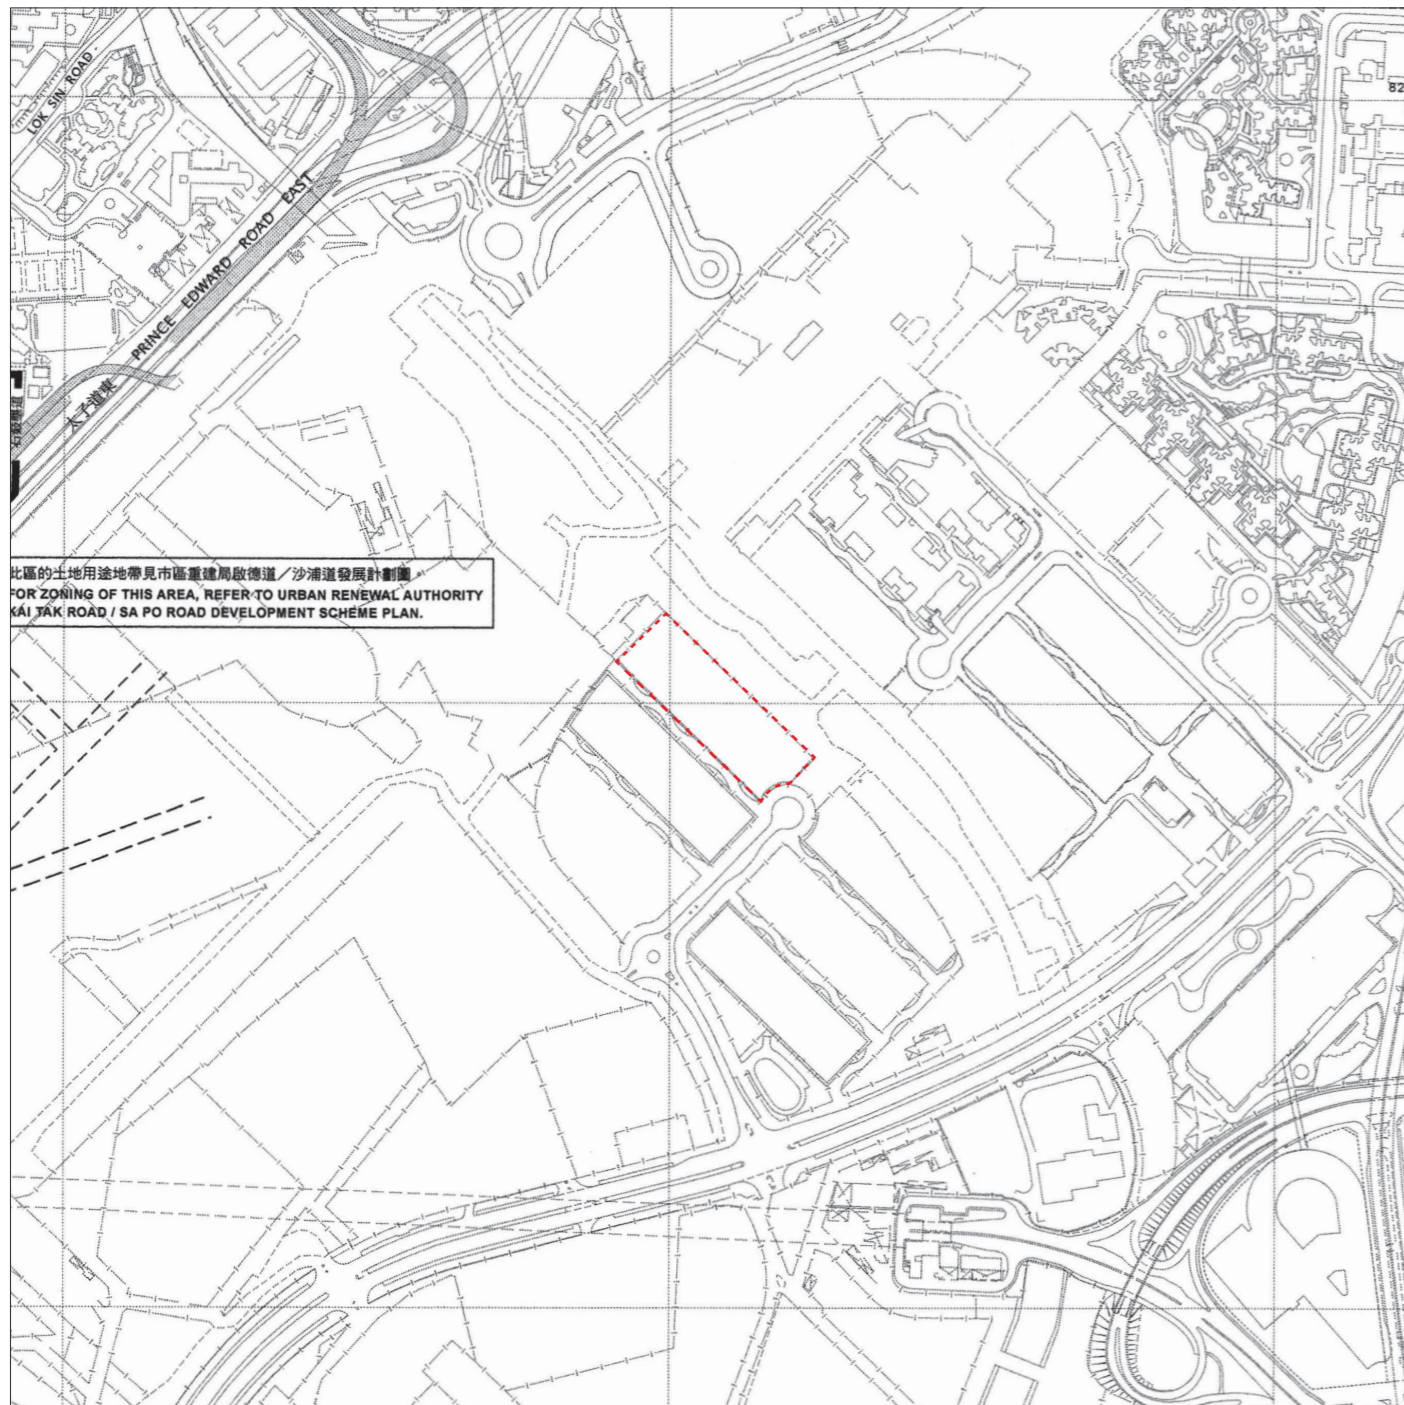 LOK SIN ROAD
82
PRINCE EDWARD ROAD EAST
太子道東
此區的土地用途地帶見市區重建局啟德道／沙浦道發展計劃圖。
FOR ZONING OF THIS AREA, REFER TO URBAN RENEWAL AUTHORITY
KAI TAK ROAD / SA PO ROAD DEVELOPMENT SCHEME PLAN.